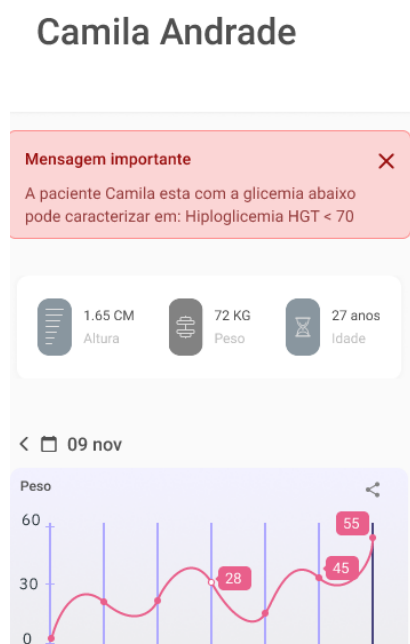 Camila Andrade
Mensagem importante
A paciente Camila esta com a glicemia abaixo
pode caracterizar em: Hiploglicemia HGT < 70
1.65 CM
Altura
72 KG
Peso
27 anos
Idade
09 nov
Peso
60
55
45
30
28
0